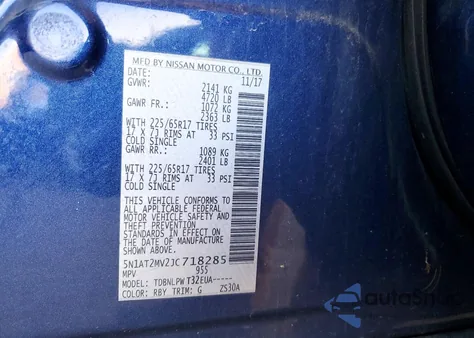 MFD BY NISSAN MOTOR CO., LTD.
DATE: 11/17
GVWR: 2141 KG
4720 LB
GAWR FR.: 1072 KG
2363 LB
WITH 225/65R17 TIRES
17 X 7J RIMS AT 33 PSI
COLD SINGLE
GAWR RR.: 1089 KG
2401 LB
WITH 225/65R17 TIRES
17 X 7J RIMS AT 33 PSI
COLD SINGLE
THIS VEHICLE CONFORMS TO
ALL APPLICABLE FEDERAL
MOTOR VEHICLE SAFETY AND
THEFT PREVENTION
STANDARDS IN EFFECT ON
THE DATE OF MANUFACTURE
SHOWN ABOVE.
5N1AT2MV2JC718285
MPV 955
MODEL: TDBNLPW T32EUA-----
COLOR: RBY TRIM: G ZS30A